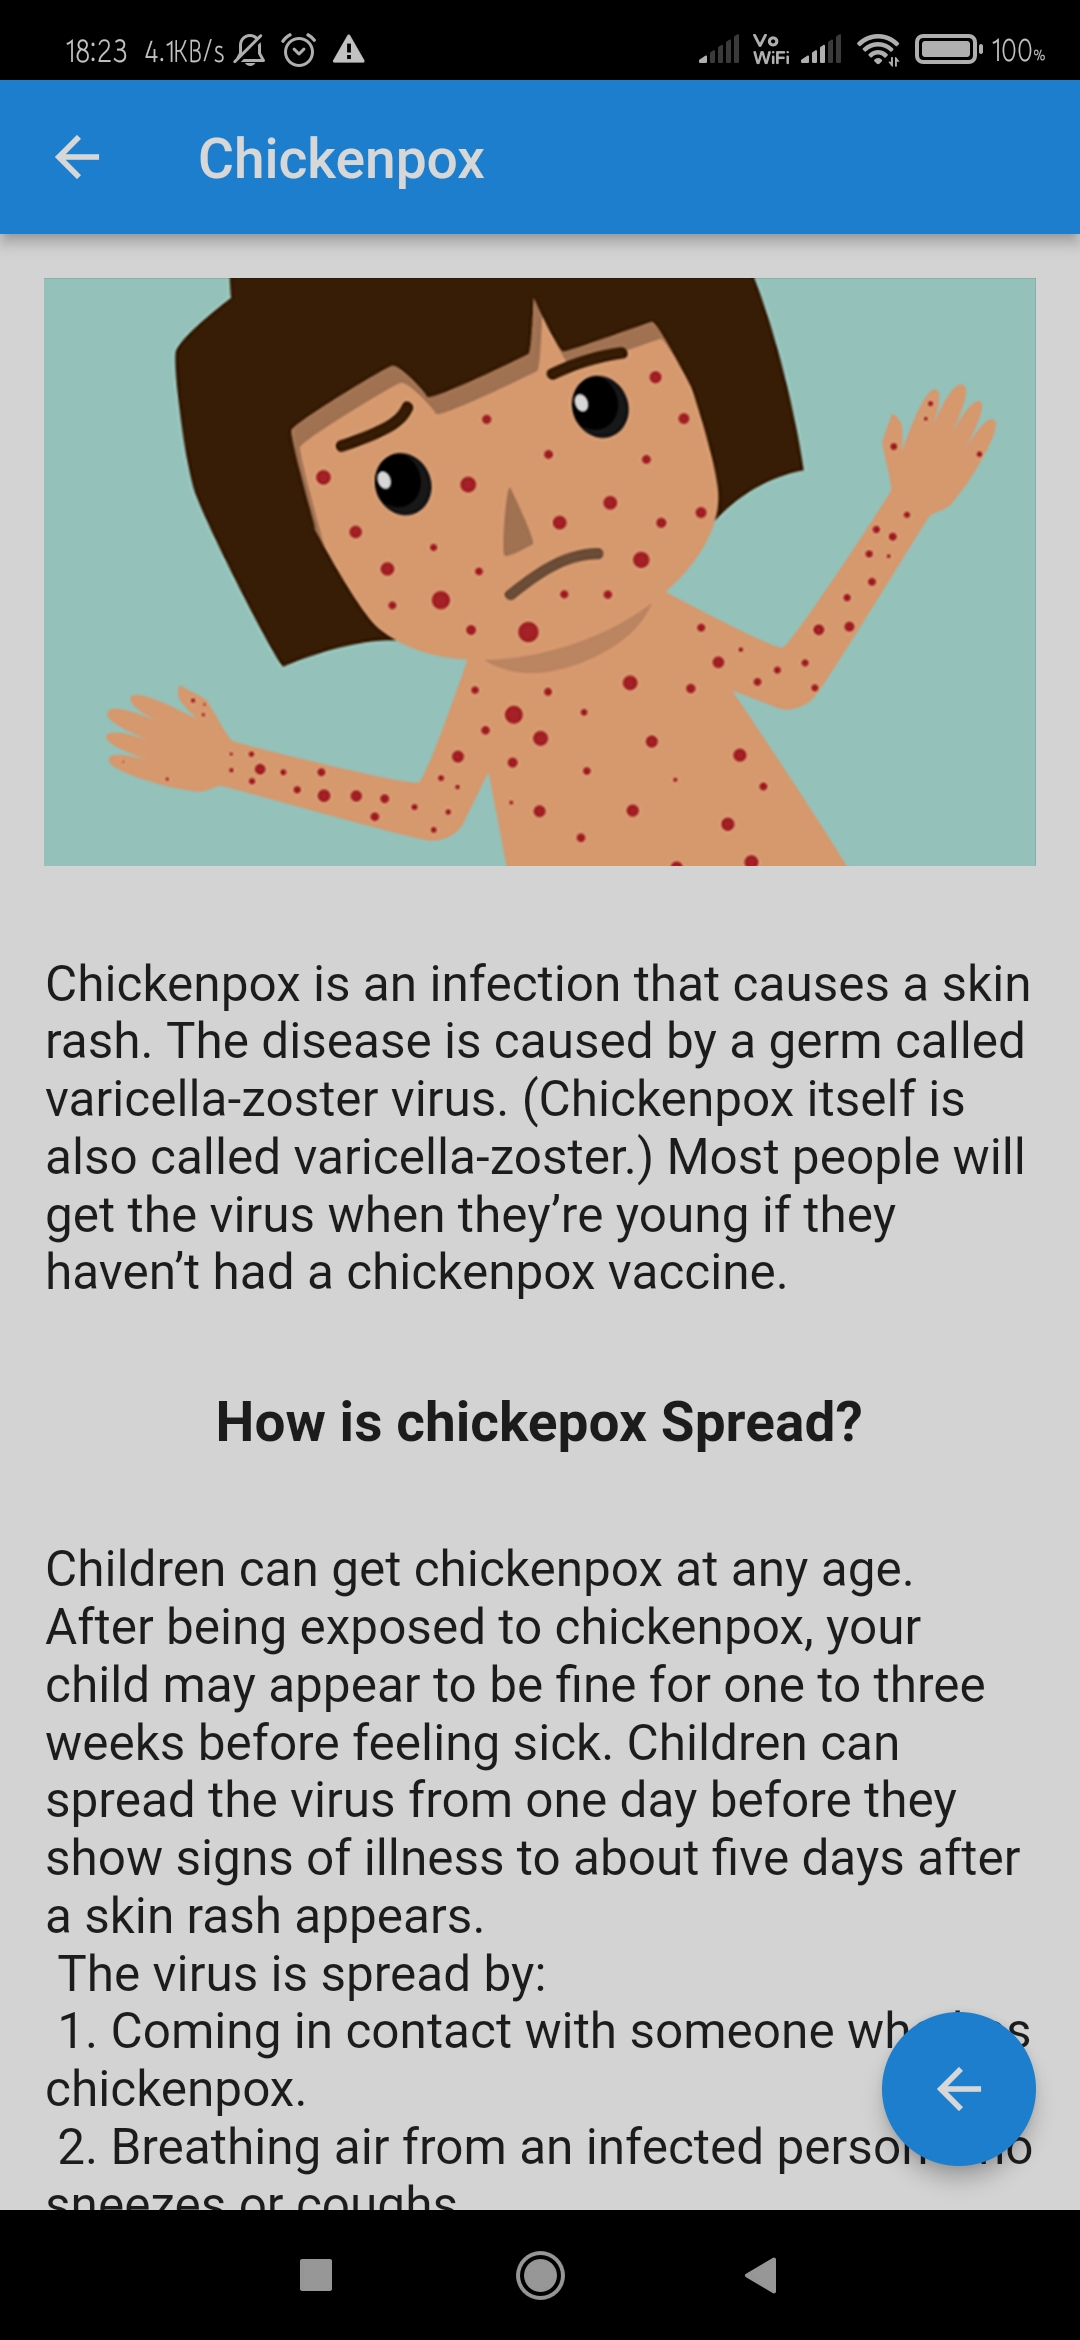 18:23 4.1KB/s
Vo
WiFi
100%
Chickenpox
Chickenpox is an infection that causes a skin
rash. The disease is caused by a germ called
varicella-zoster virus. (Chickenpox itself is
also called varicella-zoster.) Most people will
get the virus when they’re young if they
haven’t had a chickenpox vaccine.
How is chickepox Spread?
Children can get chickenpox at any age.
After being exposed to chickenpox, your
child may appear to be fine for one to three
weeks before feeling sick. Children can
spread the virus from one day before they
show signs of illness to about five days after
a skin rash appears.
The virus is spread by:
1. Coming in contact with someone
chickenpox.
2. Breathing air from an infected person
sneezes or coughs